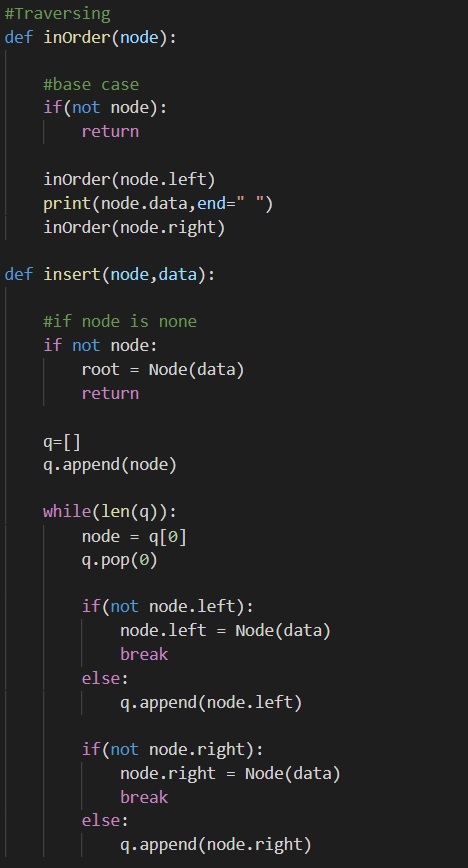 #Traversing
def inOrder(node):
    #base case
    if(not node):
        return
    inOrder(node.left)
    print(node.data,end=" ")
    inOrder(node.right)
def insert(node,data):
    #if node is none
    if not node:
        root = Node(data)
        return
    q=[]
    q.append(node)
    while(len(q)):
        node = q[0]
        q.pop(0)
        if(not node.left):
            node.left = Node(data)
            break
        else:
            q.append(node.left)
        if(not node.right):
            node.right = Node(data)
            break
        else:
            q.append(node.right)